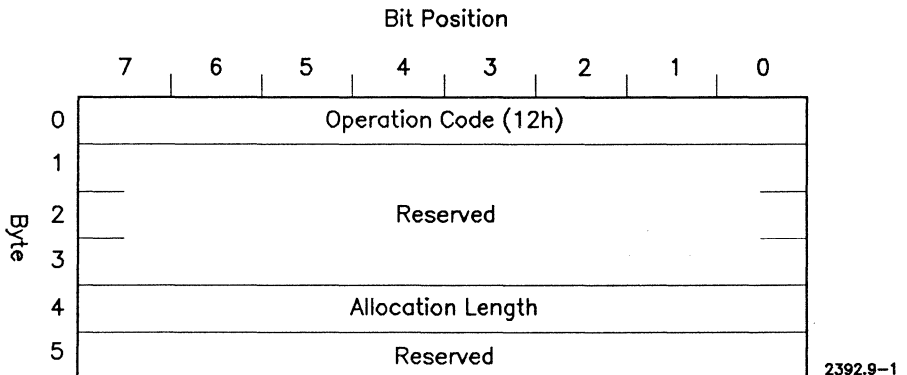 Bit Position
7 6 5 4 3 2 1 0
0 Operation Code (12h)
1
2 Reserved
3
4 Allocation Length
5 Reserved
Byte
2392.9-1